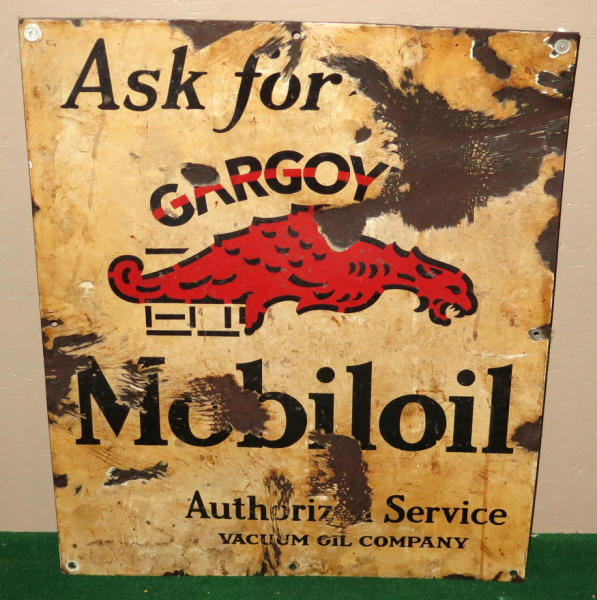 Ask for
GARGOY
Mobiloil
Authoriz Service
VACUUM OIL COMPANY